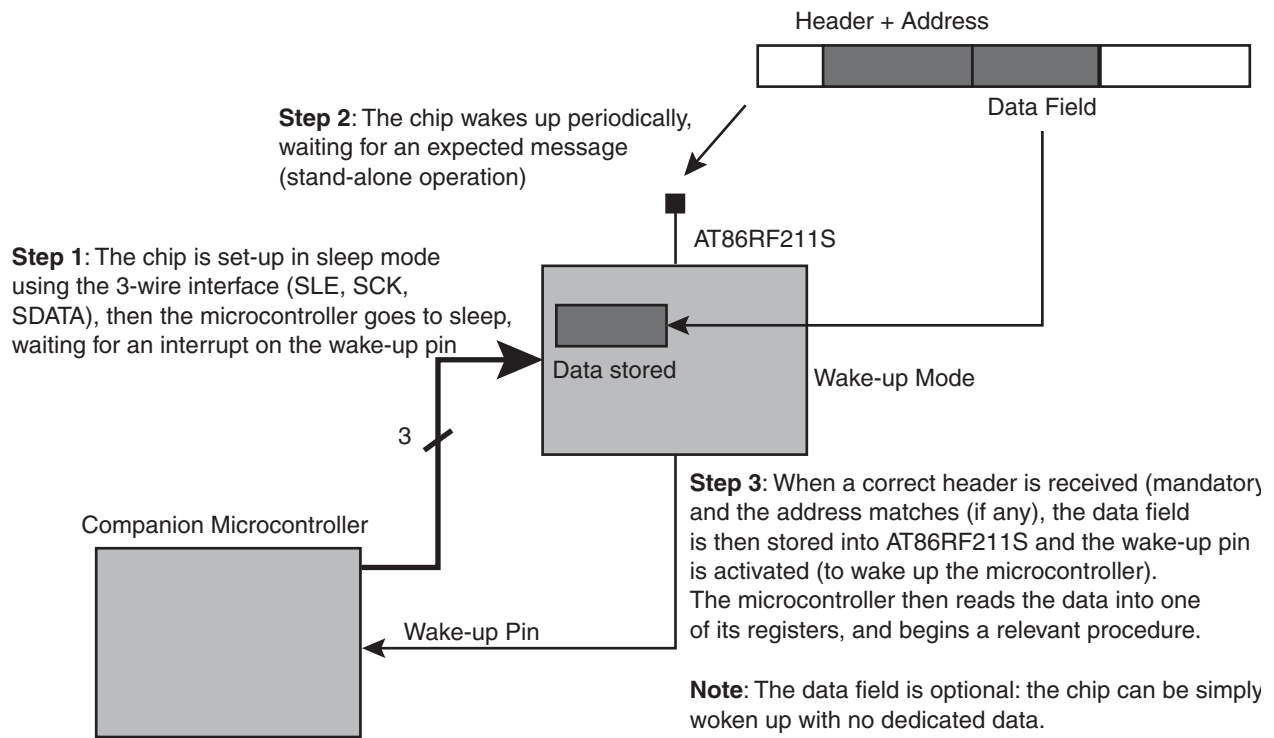 Header + Address
Data Field
Step 2: The chip wakes up periodically,
waiting for an expected message
(stand-alone operation)
AT86RF211S
Step 1: The chip is set-up in sleep mode
using the 3-wire interface (SLE, SCK,
SDATA), then the microcontroller goes to sleep,
waiting for an interrupt on the wake-up pin
Data stored
Wake-up Mode
3
Step 3: When a correct header is received (mandatory
and the address matches (if any), the data field
is then stored into AT86RF211S and the wake-up pin
is activated (to wake up the microcontroller).
The microcontroller then reads the data into one
of its registers, and begins a relevant procedure.
Companion Microcontroller
Wake-up Pin
Note: The data field is optional: the chip can be simply
woken up with no dedicated data.